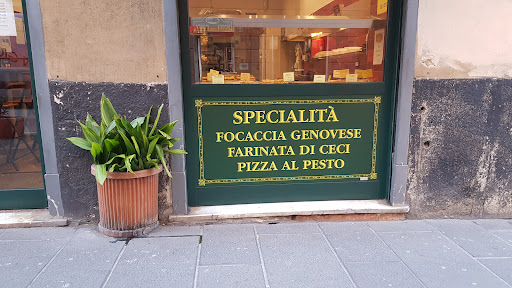 SPECIALITÀ
FOCACCIA GENOVESE
FARINATA DI CECI
PIZZA AL PESTO